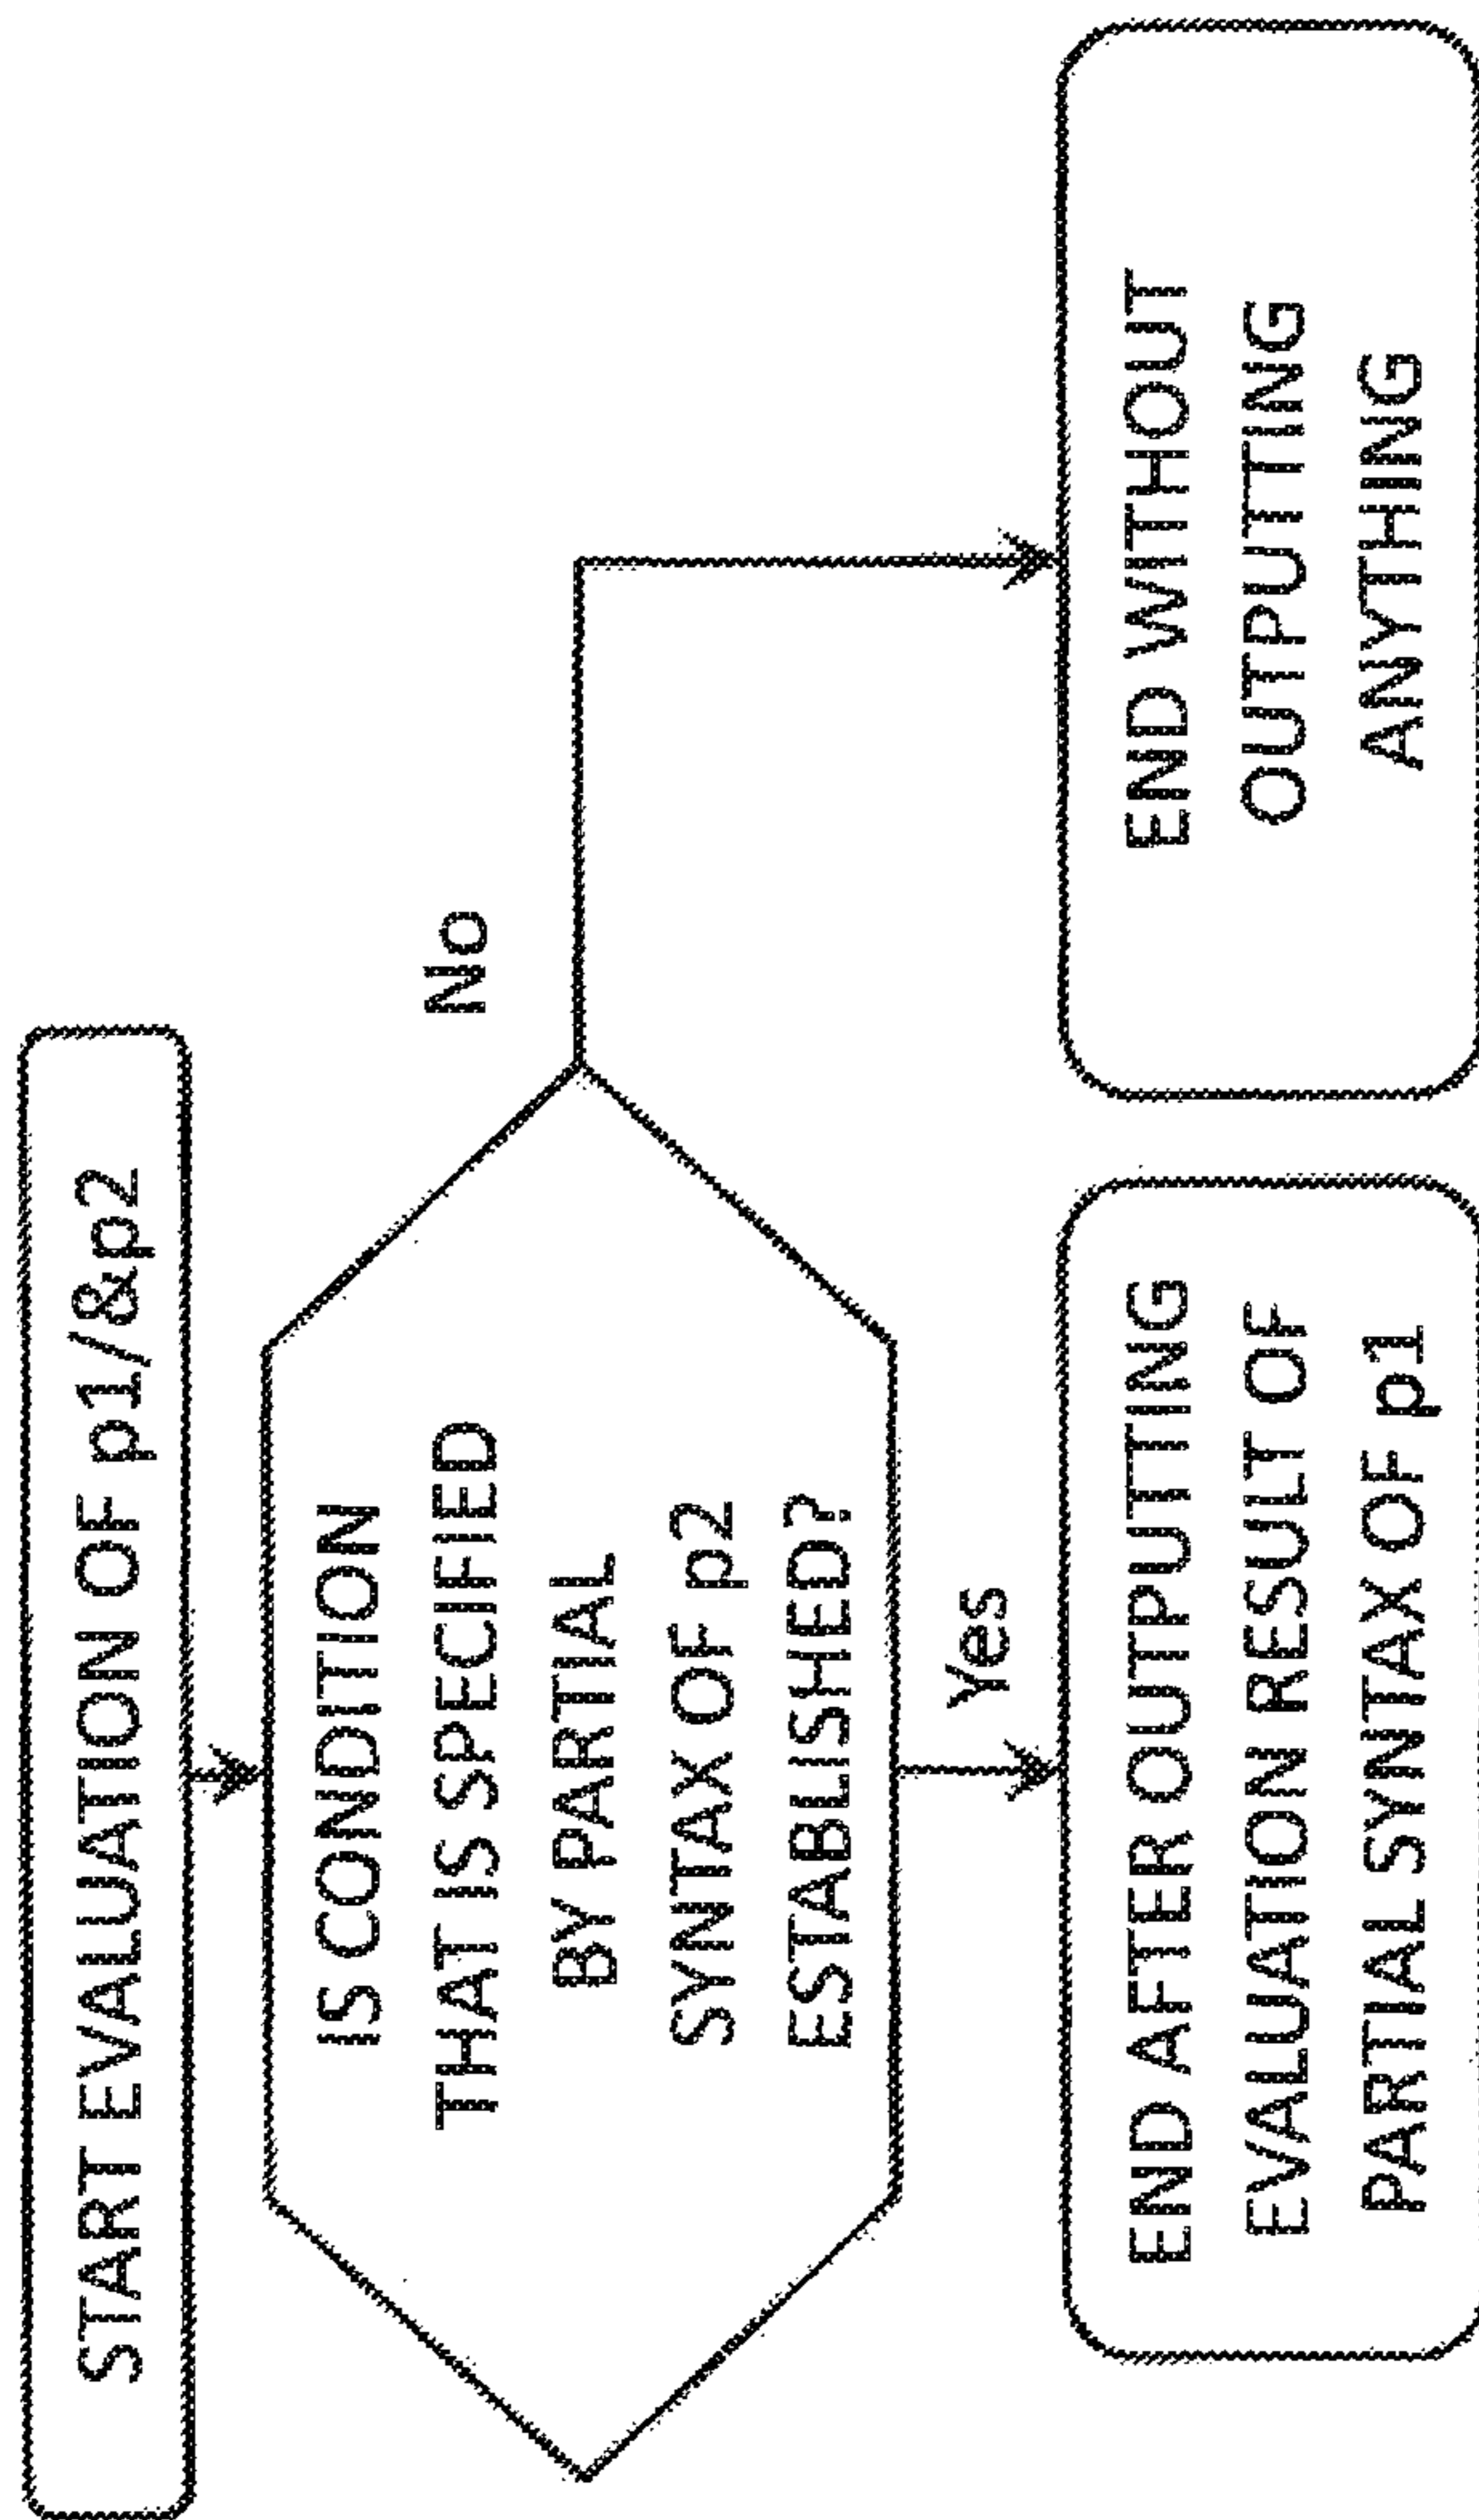 START EVALUATION OF p1/&p2
IS CONDITION
THAT IS SPECIFIED
BY PARTIAL
SYNTAX OF p2
ESTABLISHED?
No
Yes
END AFTER OUTPUTTING
EVALUATION RESULT OF
PARTIAL SYNTAX OF p1
END WITHOUT
OUTPUTTING
ANYTHING